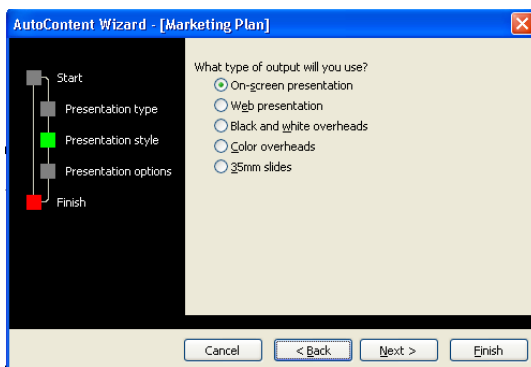 AutoContent Wizard - [Marketing Plan]
Start
Presentation type
Presentation style
Presentation options
Finish
What type of output will you use?
On-screen presentation
Web presentation
Black and white overheads
Color overheads
35mm slides
Cancel
< Back
Next >
Finish